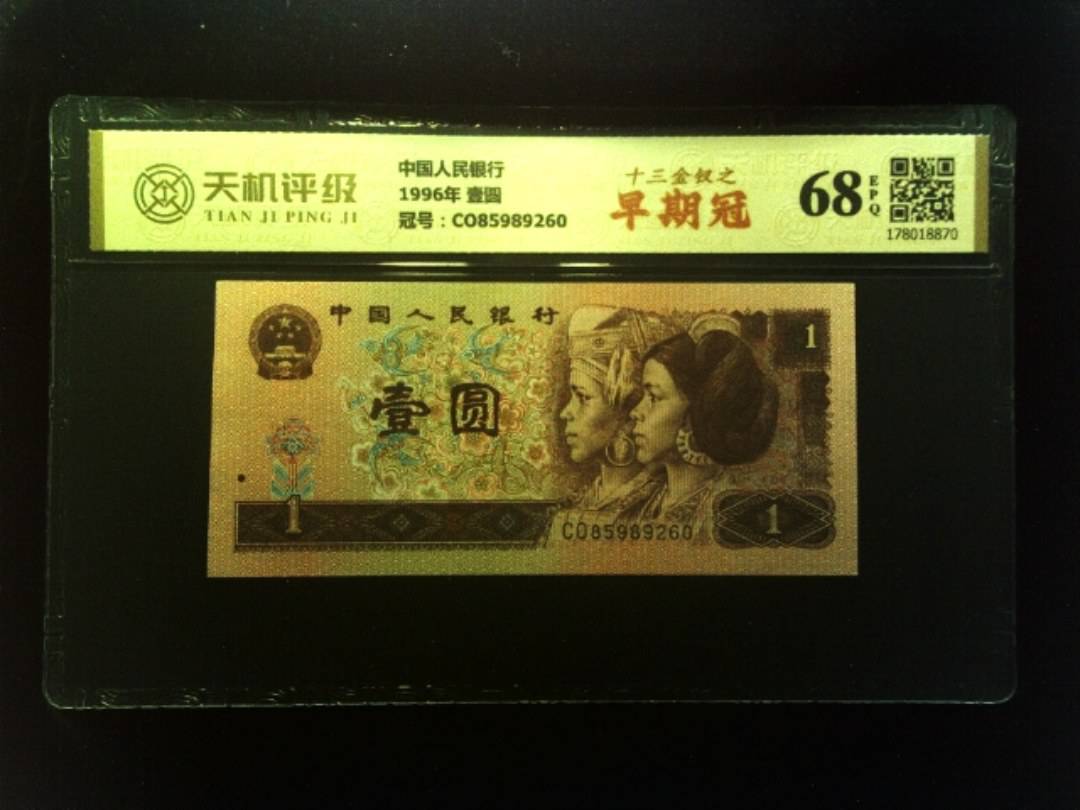 天机评级
TIAN JI PING JI
中国人民银行
1996年 壹圆
冠号：CO85989260
十三金钗之
早期冠
68
EPQ
178018870
中国人民银行
1
壹圆
1
CO85989260
1